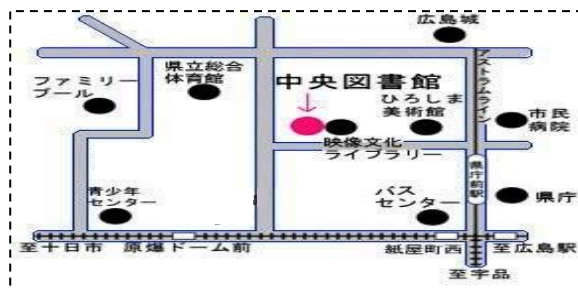 広島城
県立総合
体育館
ファミリー
プール
中央図書館
アストラムライン
ひろしま
美術館
市民
病院
映像文化
ライブラリー
県庁前駅
青少年
センター
バス
センター
県庁
至十日市
原爆ドーム前
紙屋町西
至広島駅
至宇品